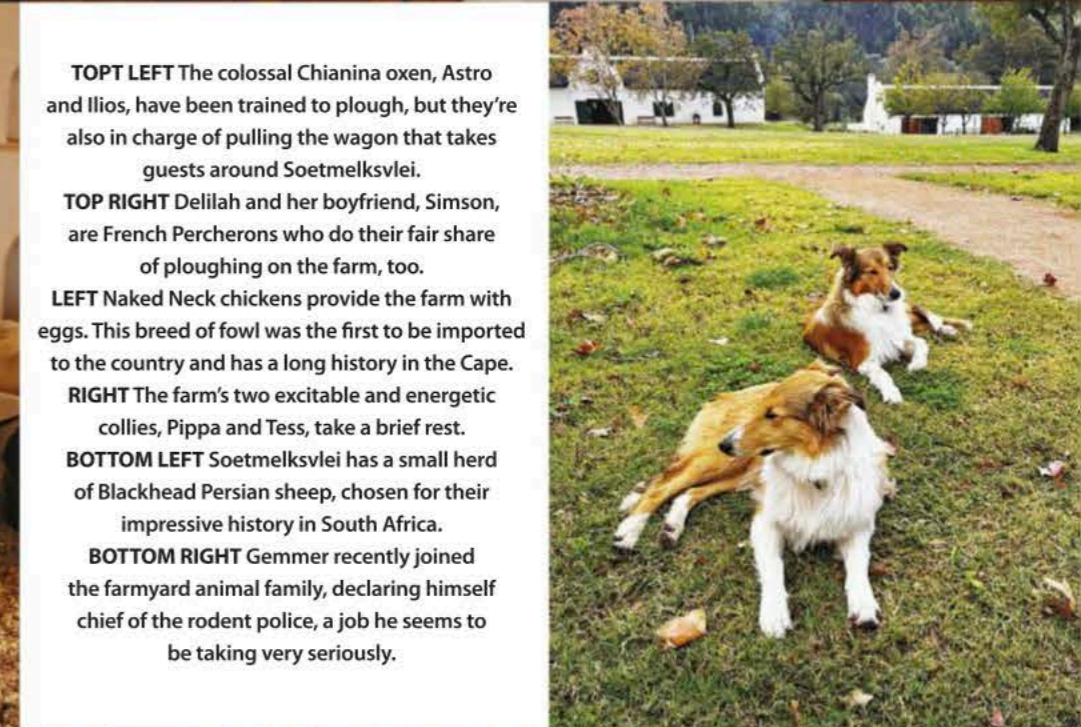 TOPT LEFT The colossal Chianina oxen, Astro
and Ilios, have been trained to plough, but they're
also in charge of pulling the wagon that takes
guests around Soetmelksvlei.
TOP RIGHT Delilah and her boyfriend, Simson,
are French Percherons who do their fair share
of ploughing on the farm, too.
LEFT Naked Neck chickens provide the farm with
eggs. This breed of fowl was the first to be imported
to the country and has a long history in the Cape.
RIGHT The farm's two excitable and energetic
collies, Pippa and Tess, take a brief rest.
BOTTOM LEFT Soetmelksvlei has a small herd
of Blackhead Persian sheep, chosen for their
impressive history in South Africa.
BOTTOM RIGHT Gemmer recently joined
the farmyard animal family, declaring himself
chief of the rodent police, a job he seems to
be taking very seriously.